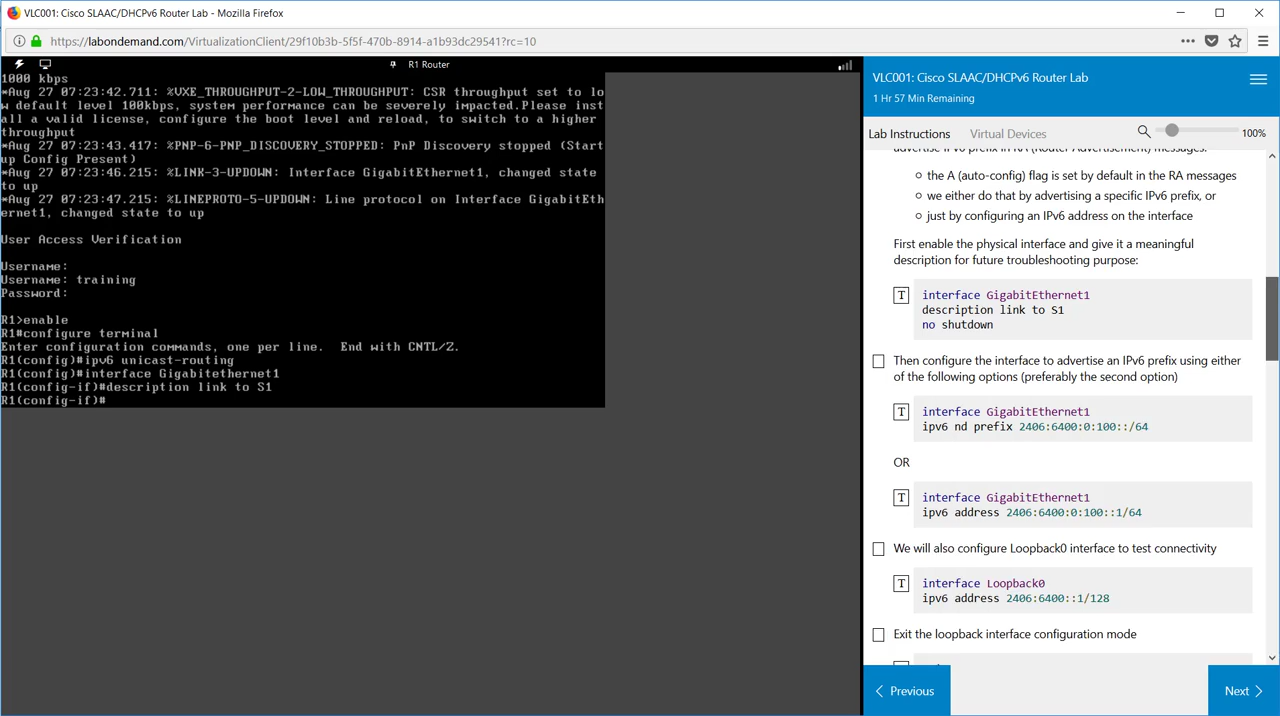 VLC001: Cisco SLAAC/DHCPv6 Router Lab - Mozilla Firefox
https://labondemand.com/VirtualizationClient/29f10b3b-5f5f-470b-8914-a1b93dc29541?rc=10
R1 Router
1000 kbps
*Aug 27 07:23:42.711: %VXE_THROUGHPUT-2-LOW_THROUGHPUT: CSR throughput set to lo
w default level 100kbps, system performance can be severely impacted.Please inst
all a valid license, configure the boot level and reload, to switch to a higher
throughput
*Aug 27 07:23:43.417: %PNP-6-PNP_DISCOVERY_STOPPED: PnP Discovery stopped (Start
up Config Present)
*Aug 27 07:23:46.215: %LINK-3-UPDOWN: Interface GigabitEthernet1, changed state
to up
*Aug 27 07:23:47.215: %LINEPROTO-5-UPDOWN: Line protocol on Interface GigabitEth
ernet1, changed state to up
User Access Verification
Username:
Username: training
Password:
R1>enable
R1#configure terminal
Enter configuration commands, one per line.  End with CNTL/Z.
R1(config)#ipv6 unicast-routing
R1(config)#interface Gigabitethernet1
R1(config-if)#description link to S1
R1(config-if)#
VLC001: Cisco SLAAC/DHCPv6 Router Lab
1 Hr 57 Min Remaining
Lab Instructions Virtual Devices 100%
advertise IPv6 prefix in RA (Router Advertisement) messages:
the A (auto-config) flag is set by default in the RA messages
we either do that by advertising a specific IPv6 prefix, or
just by configuring an IPv6 address on the interface
First enable the physical interface and give it a meaningful
description for future troubleshooting purpose:
T interface GigabitEthernet1
description link to S1
no shutdown
Then configure the interface to advertise an IPv6 prefix using either
of the following options (preferably the second option)
T interface GigabitEthernet1
ipv6 nd prefix 2406:6400:0:100::/64
OR
T interface GigabitEthernet1
ipv6 address 2406:6400:0:100::1/64
We will also configure Loopback0 interface to test connectivity
T interface Loopback0
ipv6 address 2406:6400::1/128
Exit the loopback interface configuration mode
Previous
Next